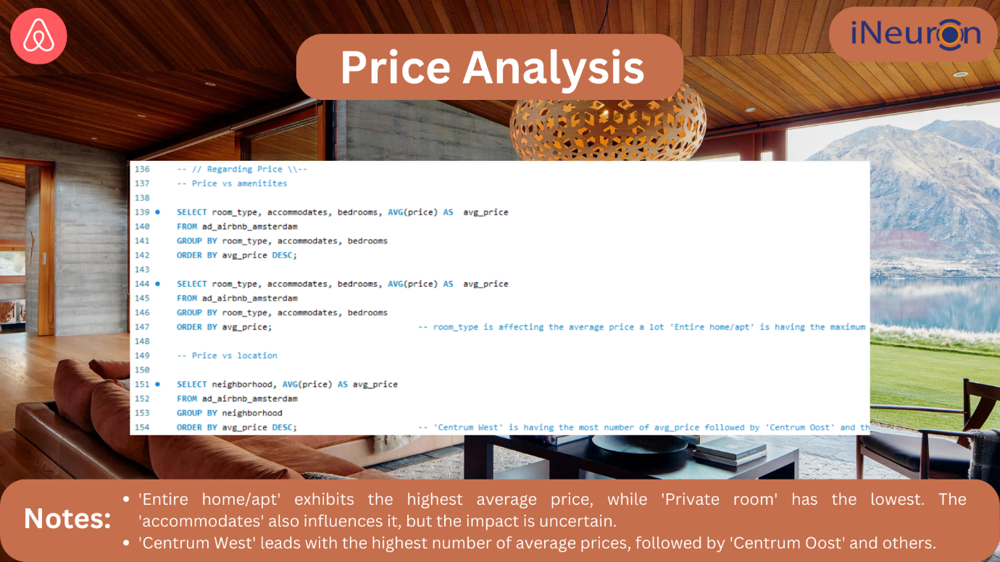 iNeuron
Price Analysis
136 -- // Regarding Price \\--
137 -- Price vs amenitites
138
139 SELECT room_type, accommodates, bedrooms, AVG(price) AS avg_price
140 FROM ad_airbnb_amsterdam
141 GROUP BY room_type, accommodates, bedrooms
142 ORDER BY avg_price DESC;
143
144 SELECT room_type, accommodates, bedrooms, AVG(price) AS avg_price
145 FROM ad_airbnb_amsterdam
146 GROUP BY room_type, accommodates, bedrooms
147 ORDER BY avg_price; -- room_type is affecting the average price a lot 'Entire home/apt' is having the maximum
148
149 -- Price vs location
150
151 SELECT neighborhood, AVG(price) AS avg_price
152 FROM ad_airbnb_amsterdam
153 GROUP BY neighborhood
154 ORDER BY avg_price DESC; -- 'Centrum West' is having the most number of avg_price followed by 'Centrum Oost' and th
Notes:
• 'Entire home/apt' exhibits the highest average price, while 'Private room' has the lowest. The
'accommodates' also influences it, but the impact is uncertain.
• 'Centrum West' leads with the highest number of average prices, followed by 'Centrum Oost' and others.